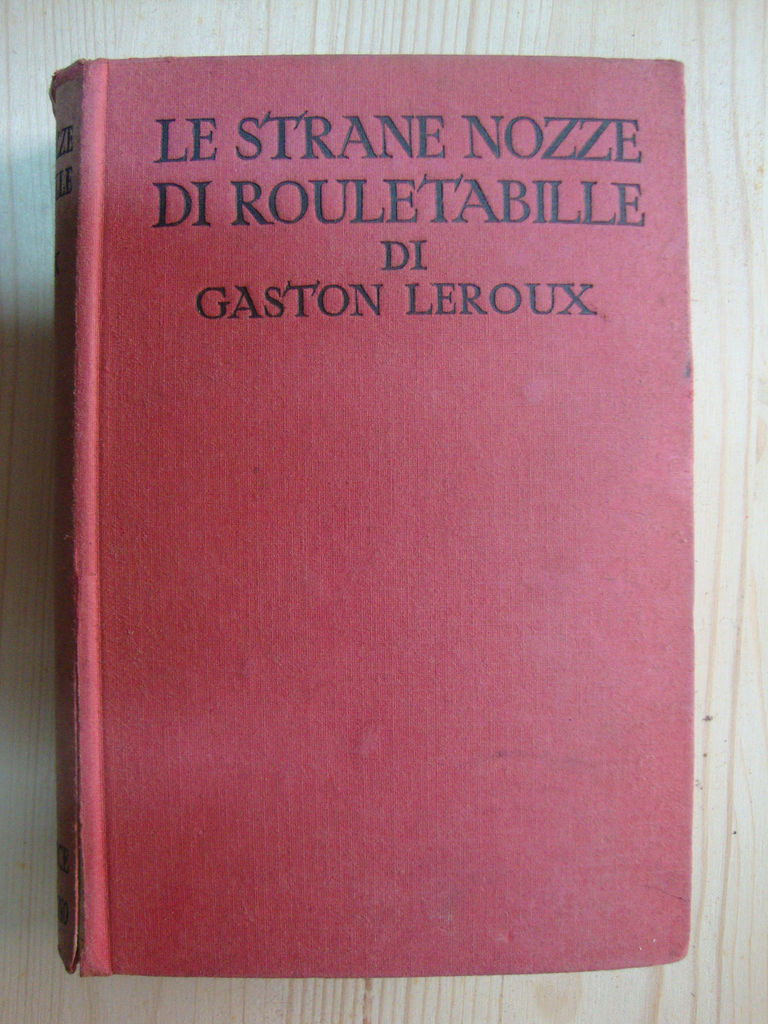 LE STRANE NOZZE
DI ROULETABILLE
DI
GASTON LEROUX